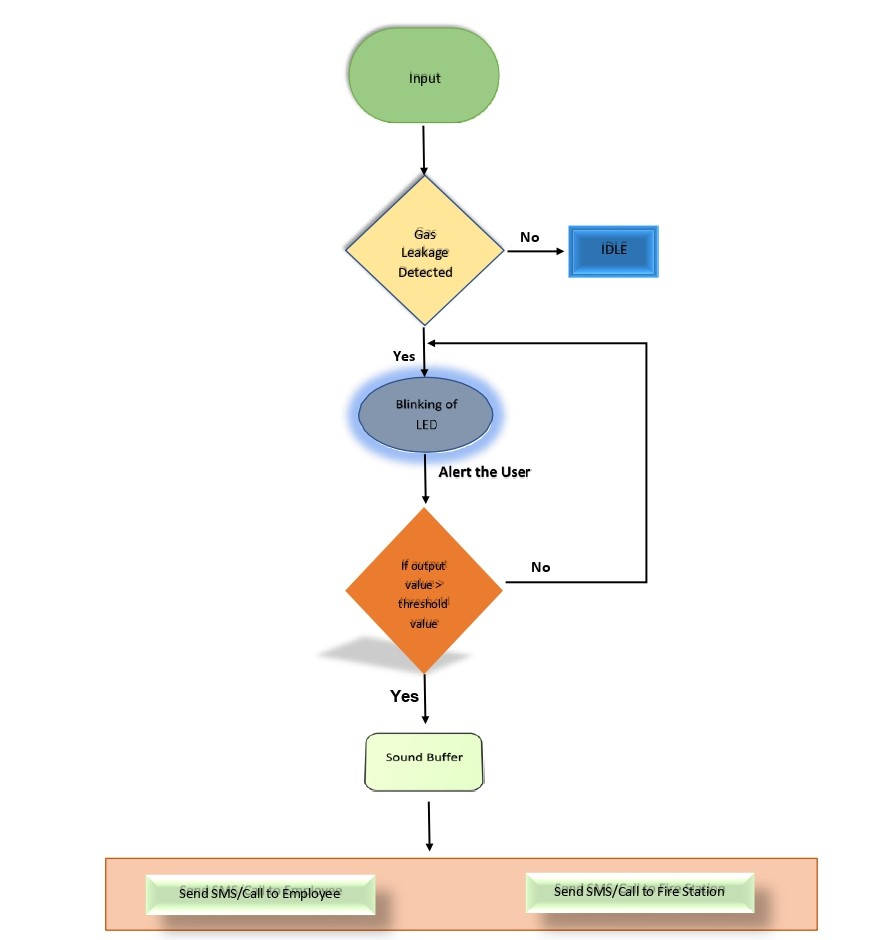 Input
Gas
Leakage
Detected
No
IDLE
Yes
Blinking of
LED
Alert the User
If output
value >
threshold
value
No
Yes
Sound Buffer
Send SMS/Call to Employee
Send SMS/Call to Fire Station